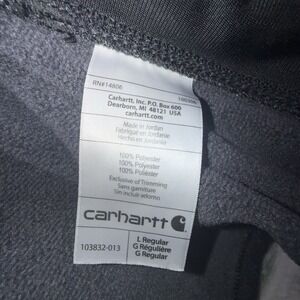 RN#14806
Carhartt, Inc. P.O. Box 600
Dearborn, MI 48121 USA
carhartt.com
Made in Jordan
Fabriqué en Jordanie
Hecho en Jordania
100% Polyester
100% Polyester
100% Poliéster
Exclusive of Trimming
Sans garniture
Sin incluir adornos
carhartt
103832-013
L Regular
G Régulière
G Regular